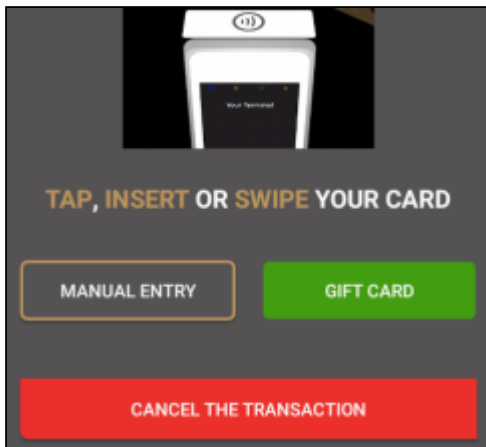 Your Terminal
TAP, INSERT OR SWIPE YOUR CARD
MANUAL ENTRY
GIFT CARD
CANCEL THE TRANSACTION